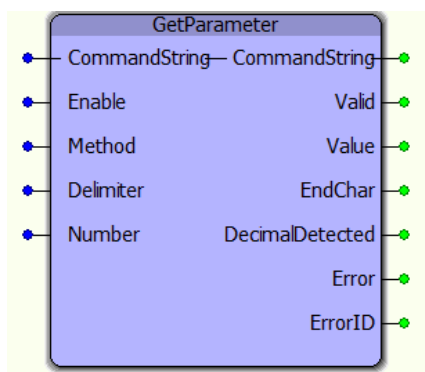 GetParameter
CommandString CommandString
Enable Valid
Method Value
Delimiter EndChar
Number DecimalDetected
Error
ErrorID